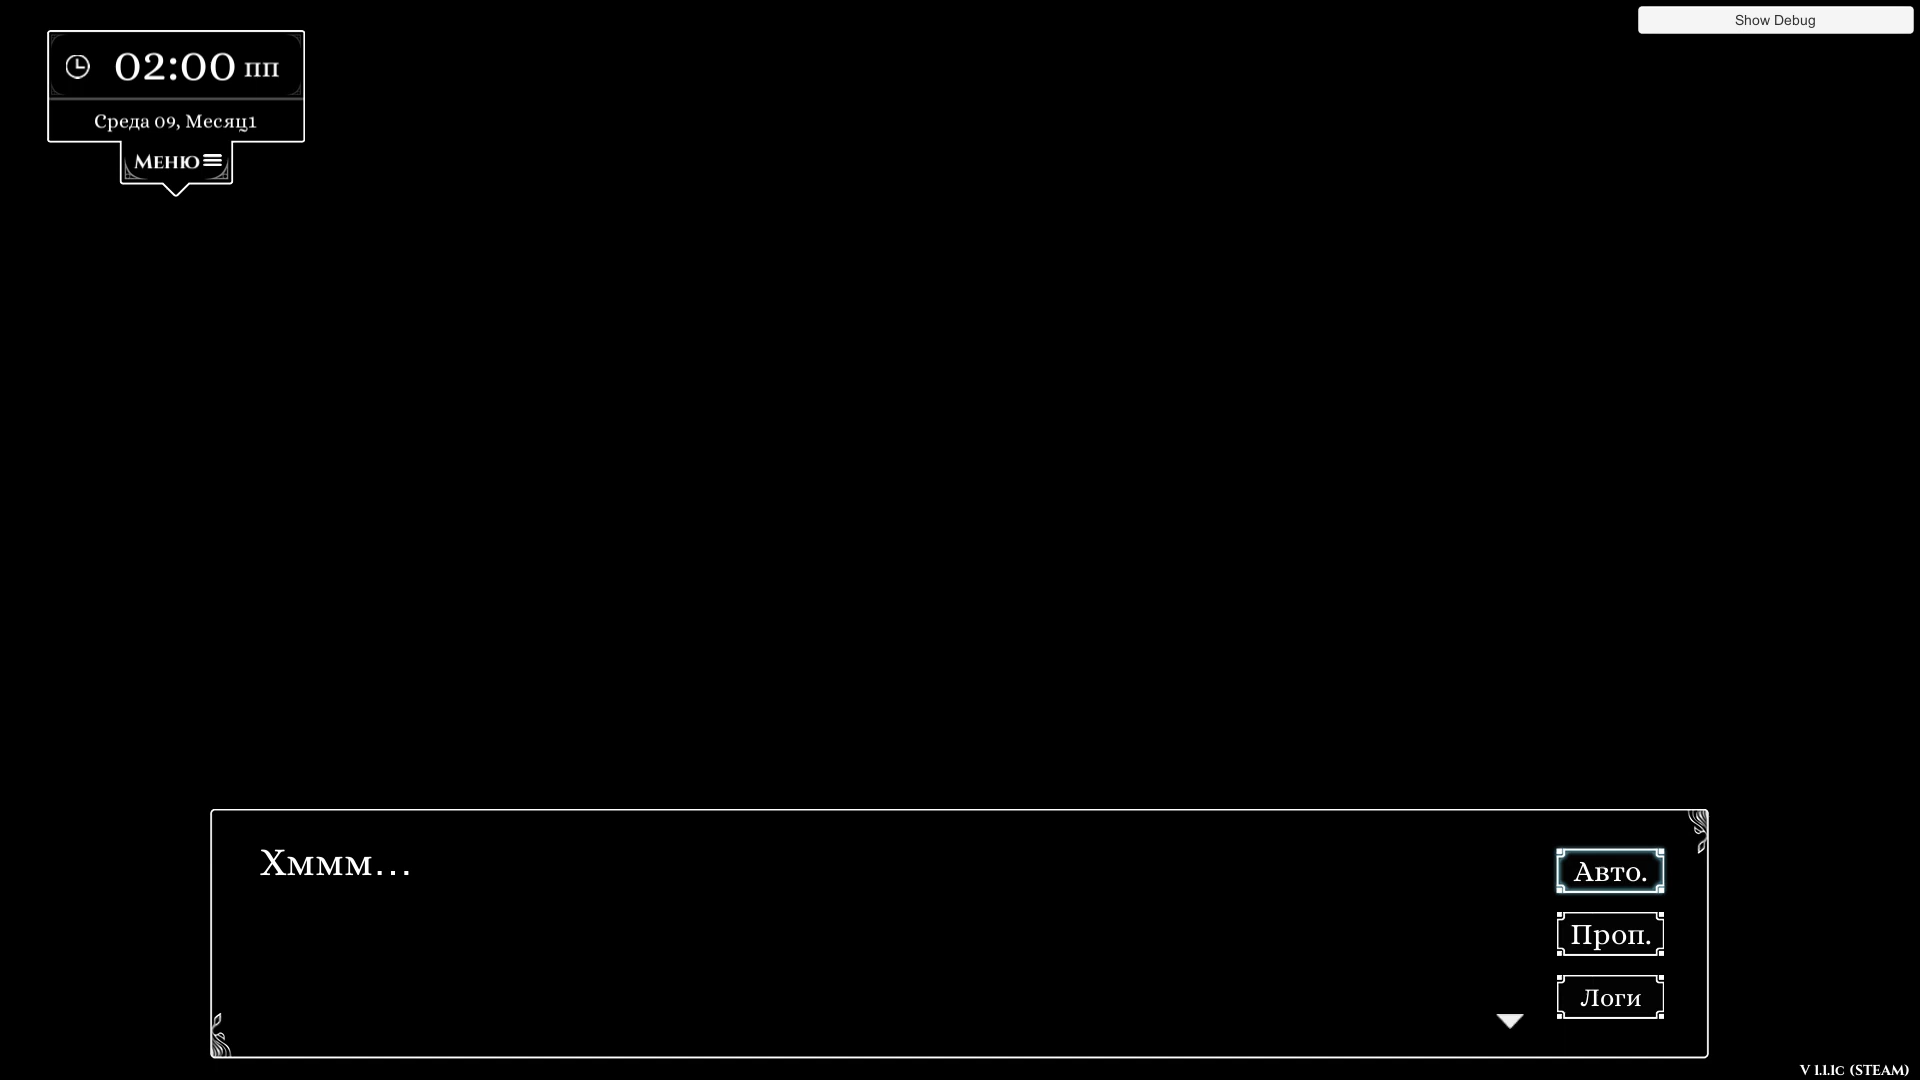 Show Debug
02:00 пп
Среда 09, Месяц1
Меню
Хммм...
Авто.
Проп.
Логи
V 1.1.1c (STEAM)